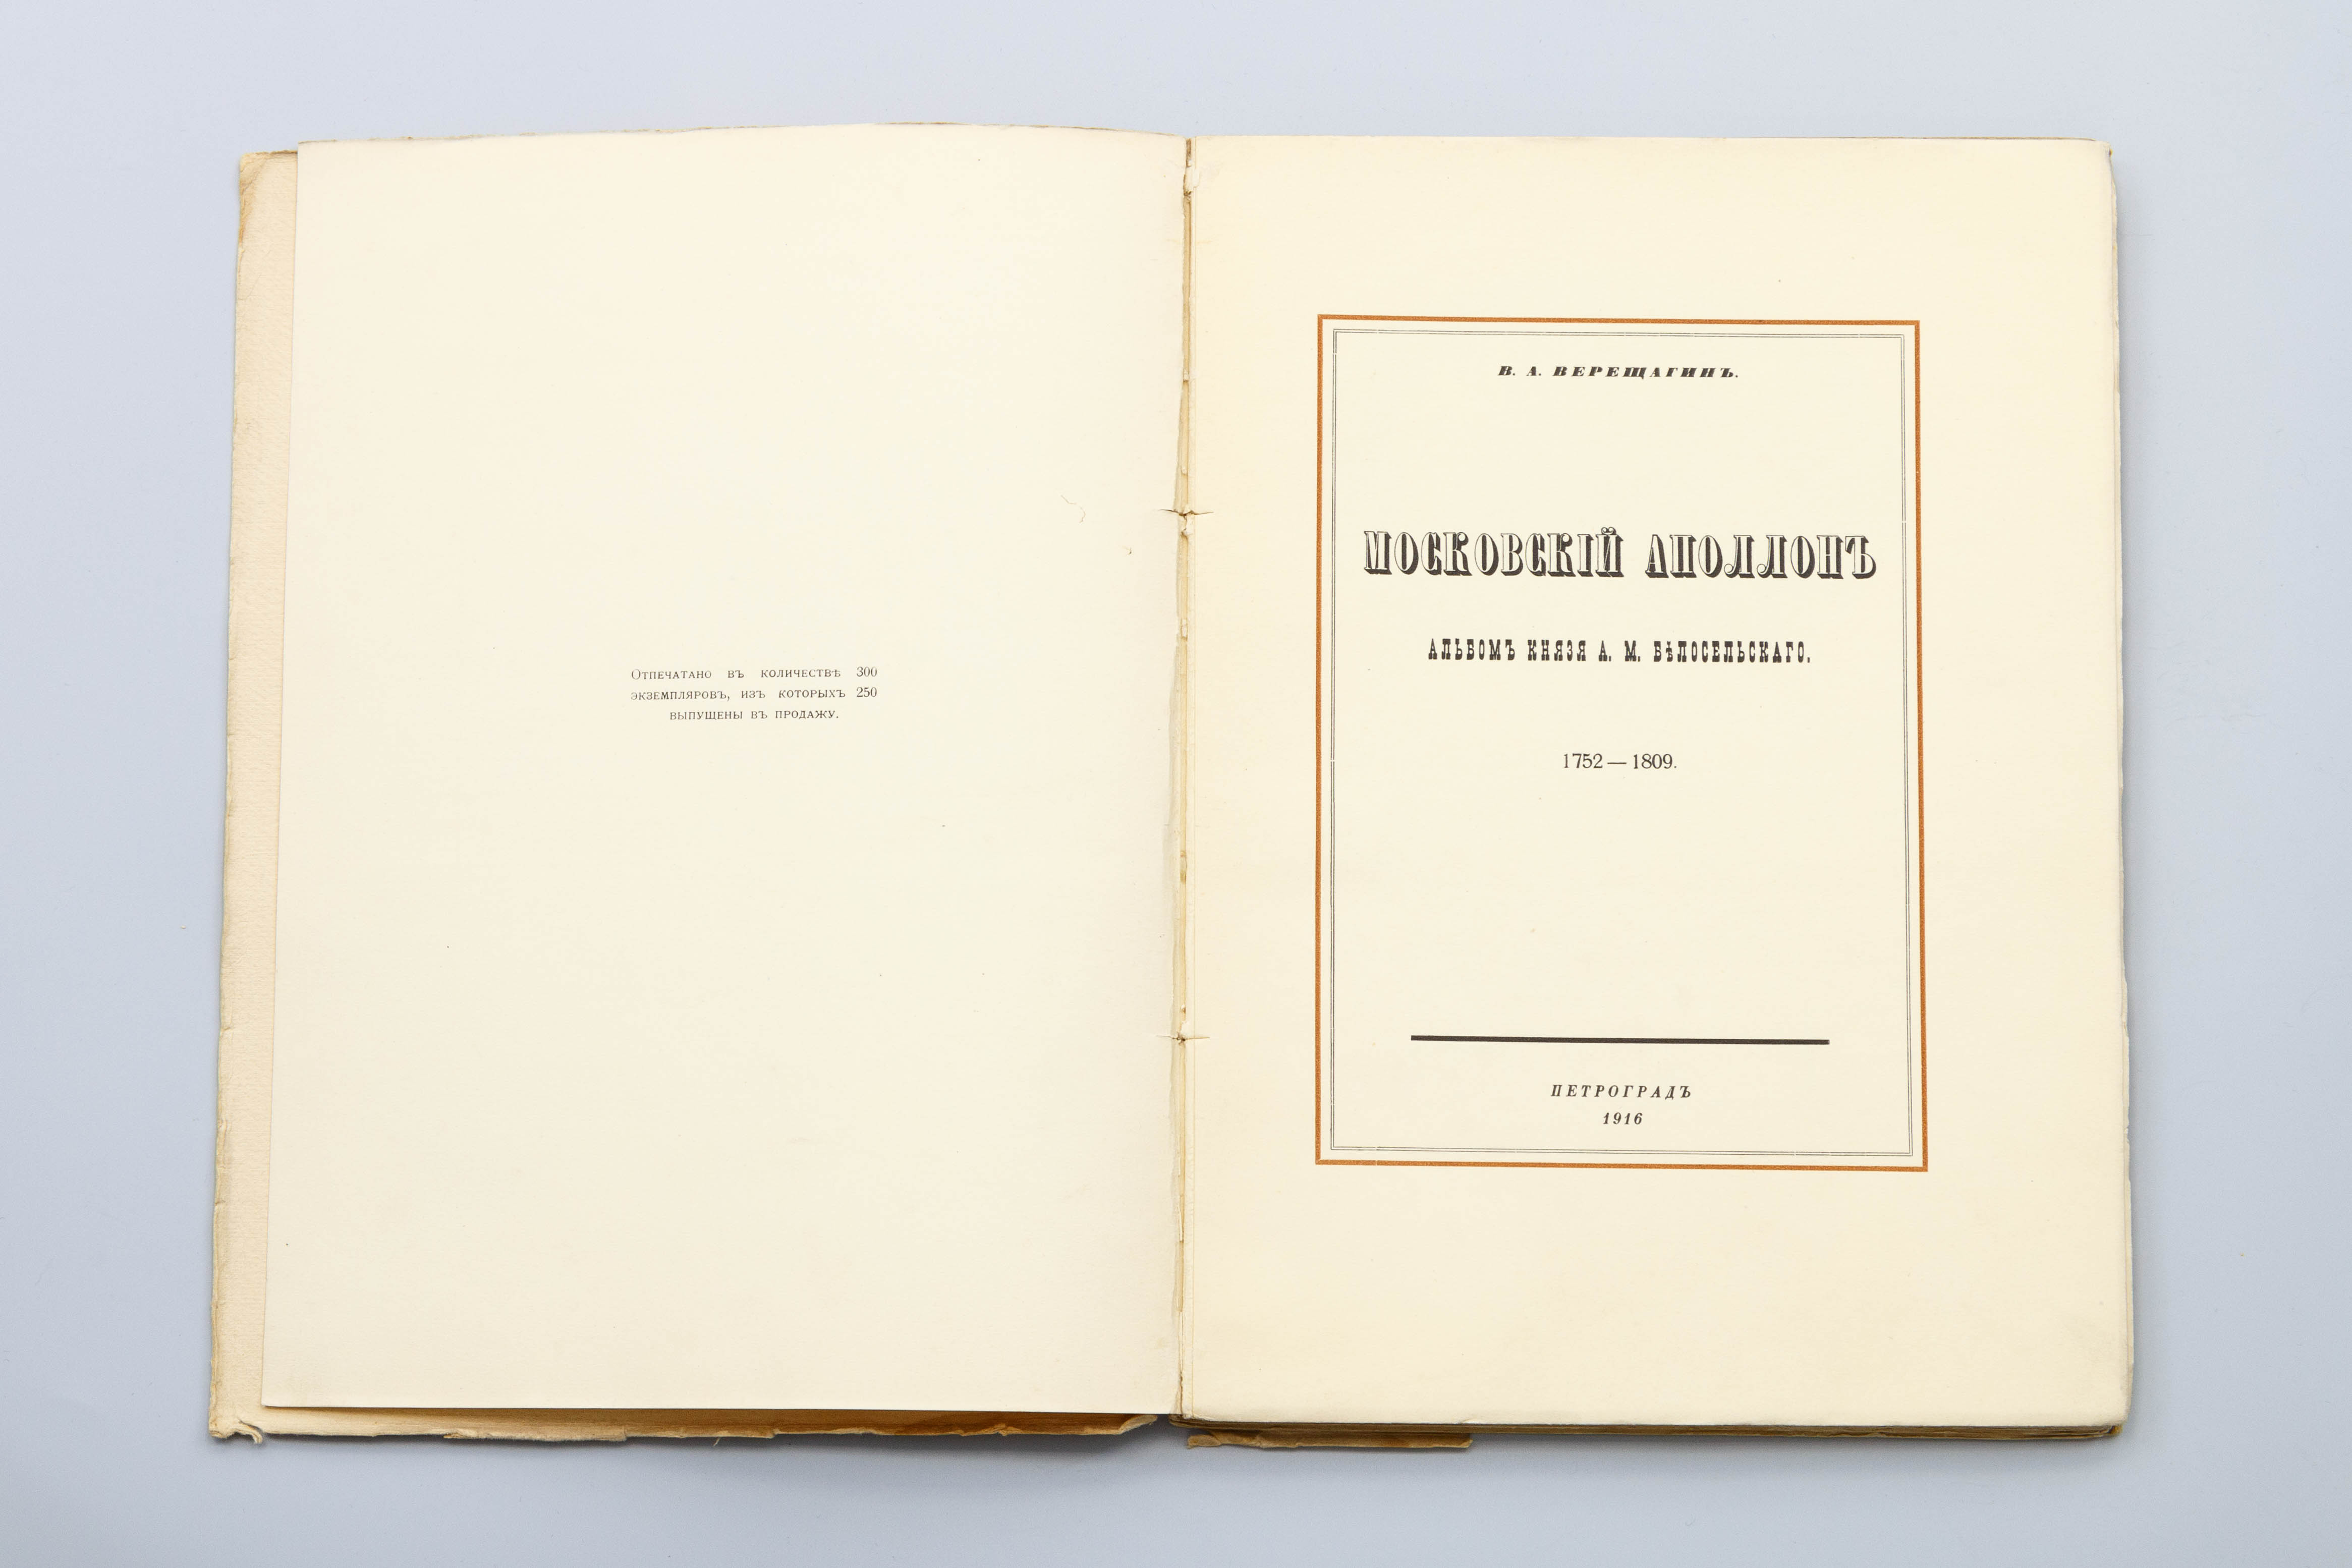 Отпечатано въ количествѣ 300
экземпляровъ, изъ которыхъ 250
выпущены въ продажу.
В. А. ВЕРЕЩАГИНЪ.
МОСКОВСКІЙ АПОЛЛОНЪ
АЛЬБОМЪ КНЯЗЯ А. М. БѢЛОСЕЛЬСКАГО.
1752 — 1809.
ПЕТРОГРАДЪ
1916